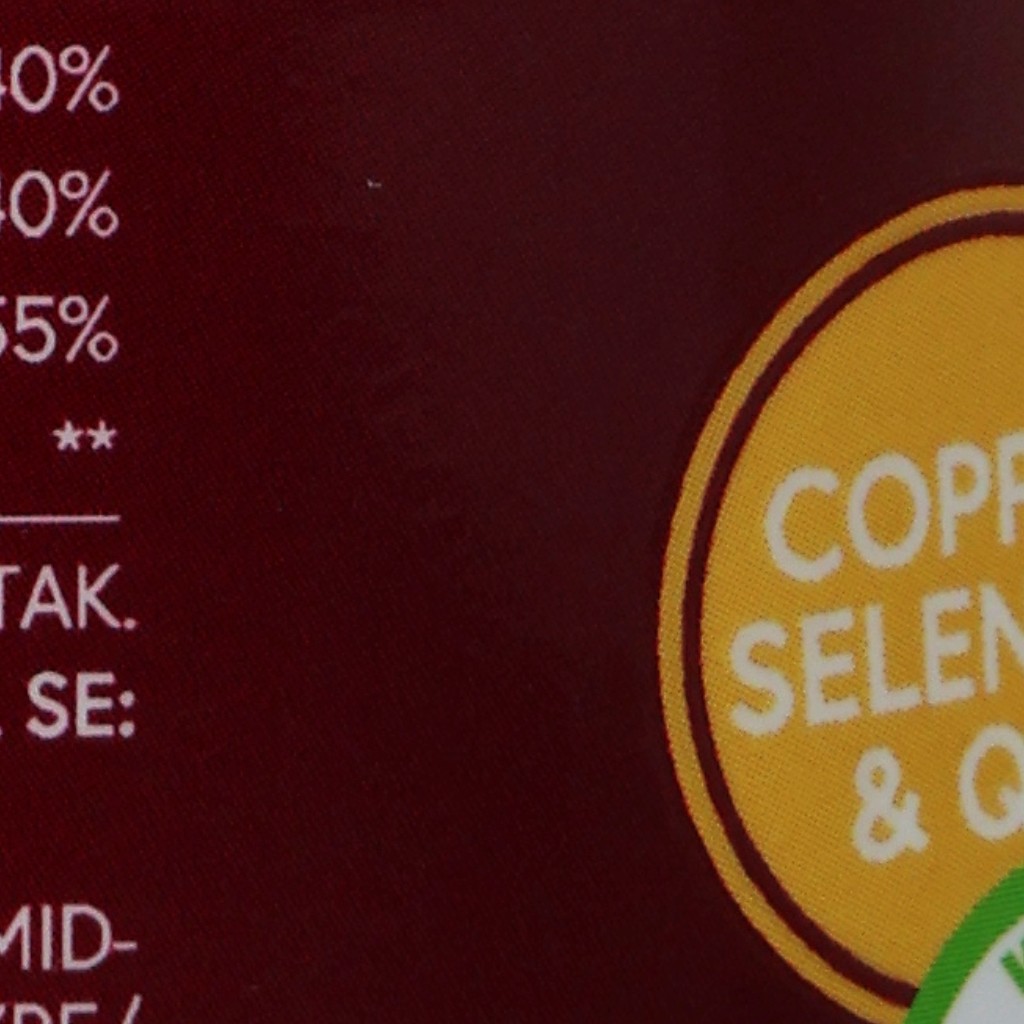 40%
40%
55%
**
TAK.
SE:
MID-
COPP
SELEN
& Q